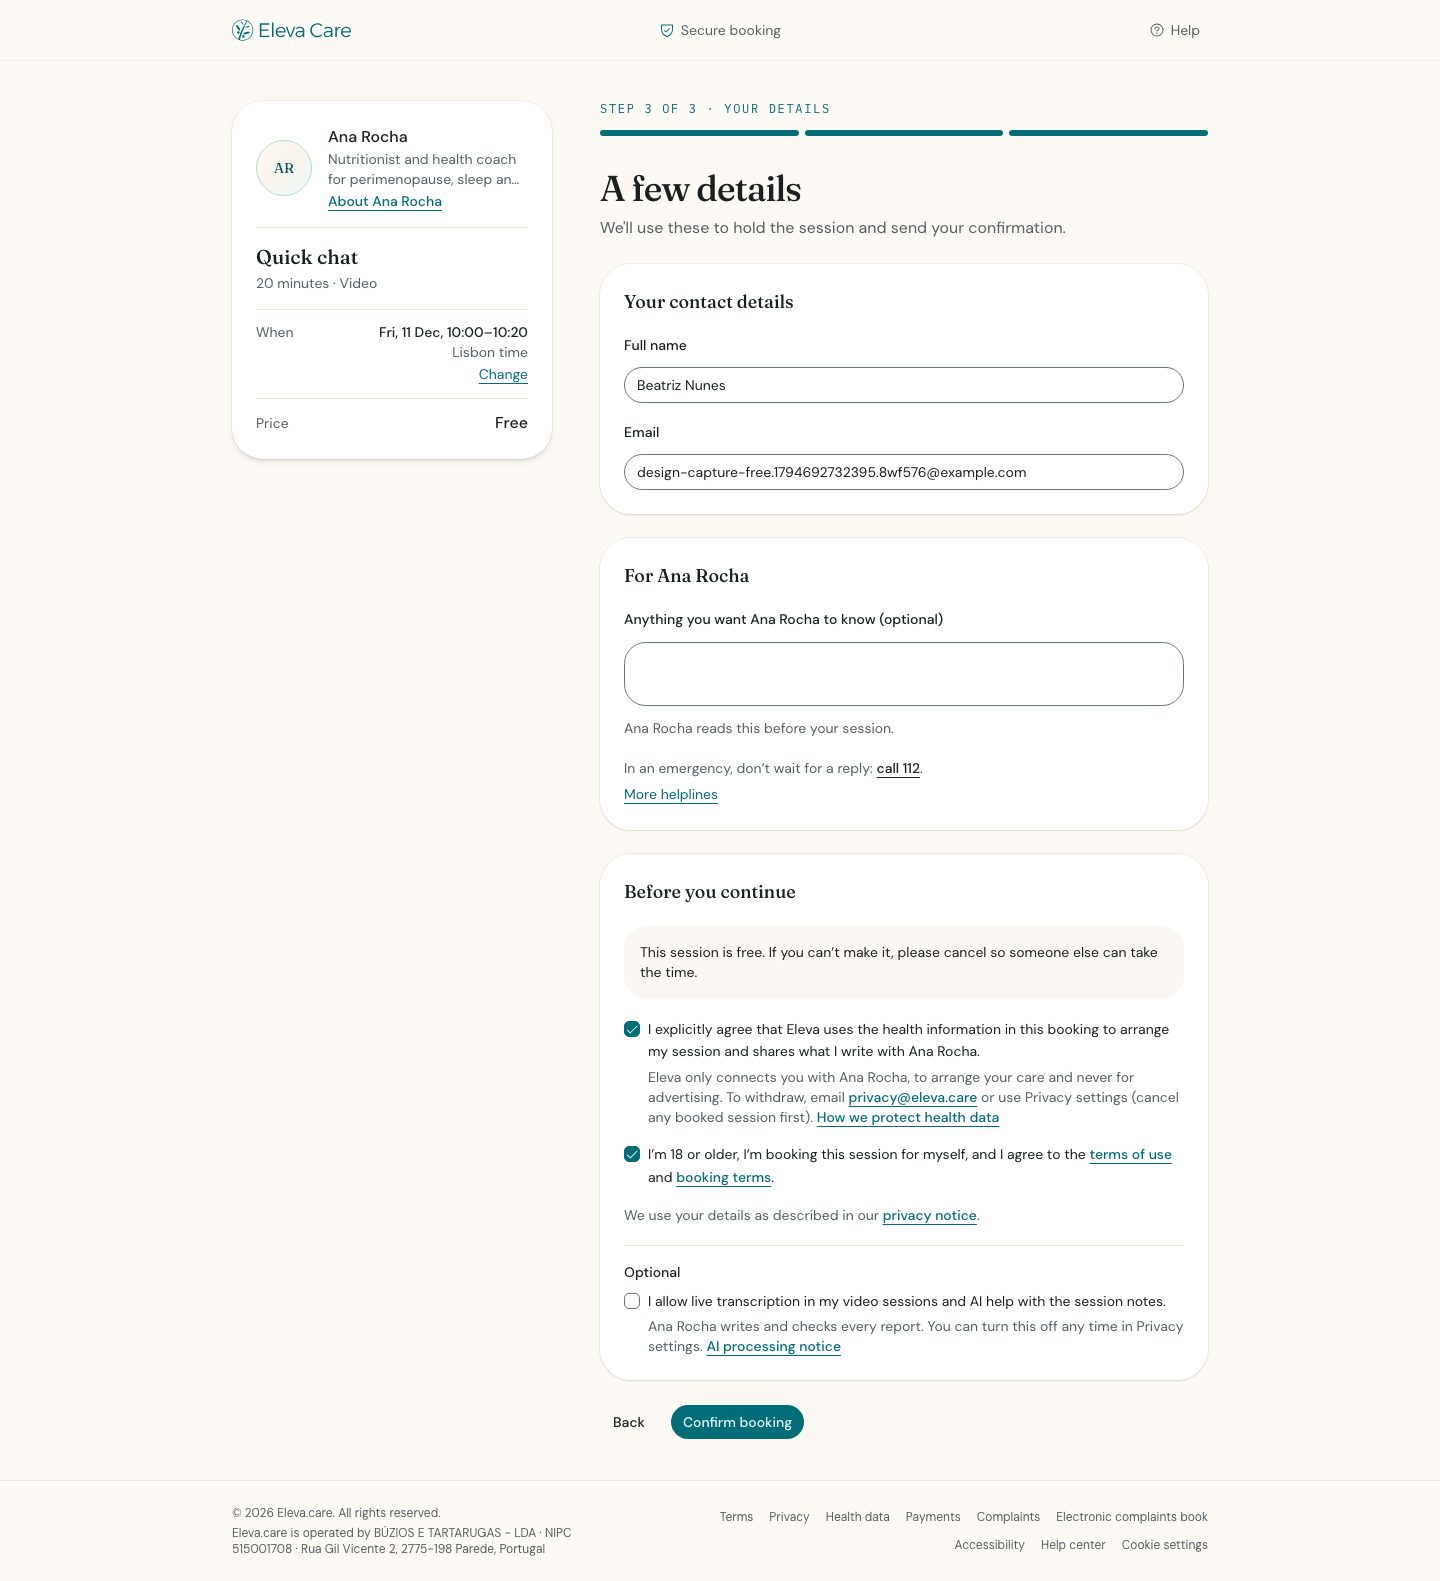 Eleva Care
Secure booking
Help
AR
Ana Rocha
Nutritionist and health coach
for perimenopause, sleep an…
About Ana Rocha
Quick chat
20 minutes · Video
When
Fri, 11 Dec, 10:00–10:20
Lisbon time
Change
Price
Free
STEP 3 OF 3 · YOUR DETAILS
A few details
We'll use these to hold the session and send your confirmation.
Your contact details
Full name
Beatriz Nunes
Email
design-capture-free.1794692732395.8wf576@example.com
For Ana Rocha
Anything you want Ana Rocha to know (optional)
Ana Rocha reads this before your session.
In an emergency, don’t wait for a reply: call 112.
More helplines
Before you continue
This session is free. If you can’t make it, please cancel so someone else can take
the time.
I explicitly agree that Eleva uses the health information in this booking to arrange
my session and shares what I write with Ana Rocha.
Eleva only connects you with Ana Rocha, to arrange your care and never for
advertising. To withdraw, email privacy@eleva.care or use Privacy settings (cancel
any booked session first). How we protect health data
I’m 18 or older, I’m booking this session for myself, and I agree to the terms of use
and booking terms.
We use your details as described in our privacy notice.
Optional
I allow live transcription in my video sessions and AI help with the session notes.
Ana Rocha writes and checks every report. You can turn this off any time in Privacy
settings. AI processing notice
Back
Confirm booking
© 2026 Eleva.care. All rights reserved.
Eleva.care is operated by BÚZIOS E TARTARUGAS - LDA · NIPC
515001708 · Rua Gil Vicente 2, 2775-198 Parede, Portugal
Terms
Privacy
Health data
Payments
Complaints
Electronic complaints book
Accessibility
Help center
Cookie settings